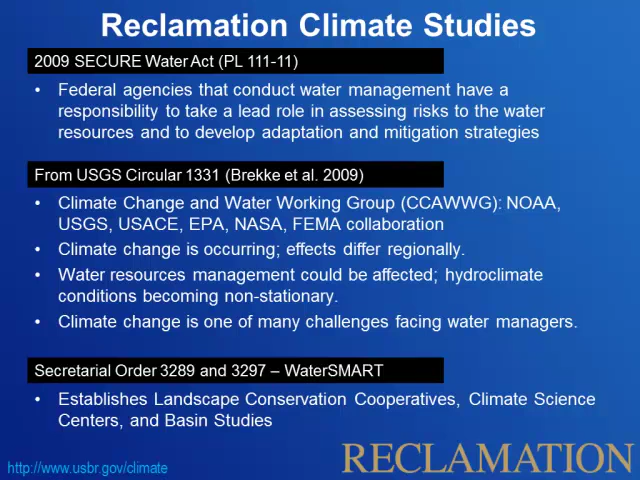 Reclamation Climate Studies
2009 SECURE Water Act (PL 111-11)
• Federal agencies that conduct water management have a
responsibility to take a lead role in assessing risks to the water
resources and to develop adaptation and mitigation strategies
From USGS Circular 1331 (Brekke et al. 2009)
• Climate Change and Water Working Group (CCAWWG): NOAA,
USGS, USACE, EPA, NASA, FEMA collaboration
• Climate change is occurring; effects differ regionally.
• Water resources management could be affected; hydroclimate
conditions becoming non-stationary.
• Climate change is one of many challenges facing water managers.
Secretarial Order 3289 and 3297 – WaterSMART
• Establishes Landscape Conservation Cooperatives, Climate Science
Centers, and Basin Studies
http://www.usbr.gov/climate
RECLAMATION